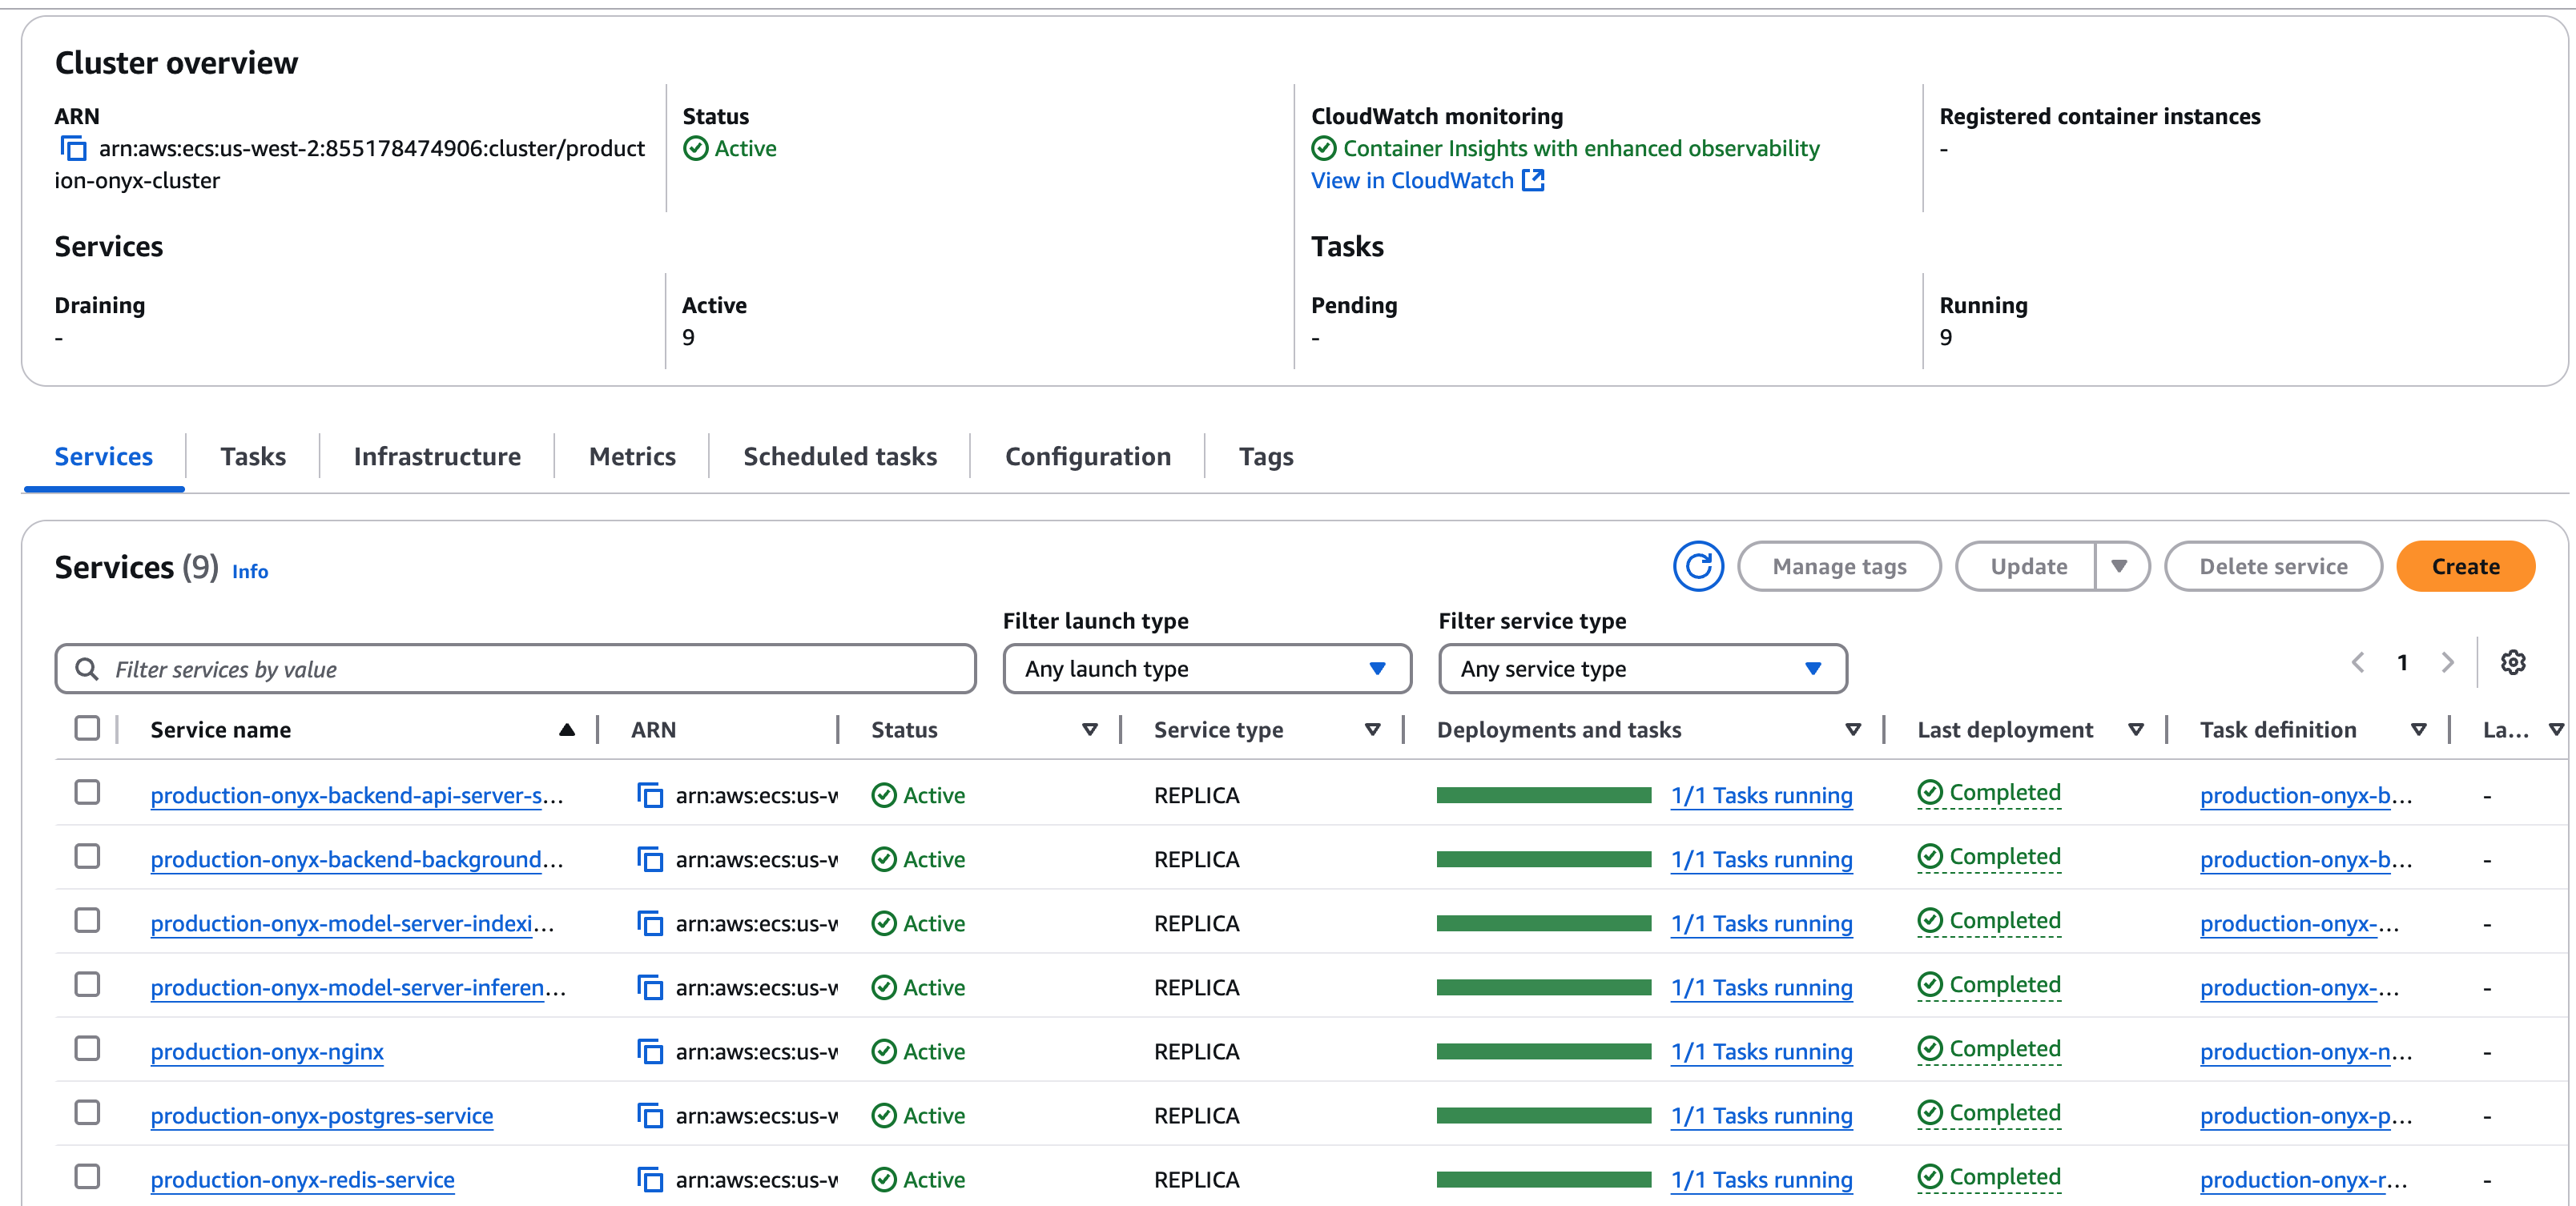 Cluster overview
ARN
arn:aws:ecs:us-west-2:855178474906:cluster/product
ion-onyx-cluster
Status
Active
CloudWatch monitoring
Container Insights with enhanced observability
View in CloudWatch
Registered container instances
-
Services
Draining
-
Active
9
Tasks
Pending
-
Running
9
Services Tasks Infrastructure Metrics Scheduled tasks Configuration Tags
Services (9) Info
Manage tags Update Delete service Create
Filter launch type Filter service type
Filter services by value Any launch type Any service type 1
Service name ARN Status Service type Deployments and tasks Last deployment Task definition La...
production-onyx-backend-api-server-s... arn:aws:ecs:us-w Active REPLICA 1/1 Tasks running Completed production-onyx-b... -
production-onyx-backend-background... arn:aws:ecs:us-w Active REPLICA 1/1 Tasks running Completed production-onyx-b... -
production-onyx-model-server-indexi... arn:aws:ecs:us-w Active REPLICA 1/1 Tasks running Completed production-onyx-... -
production-onyx-model-server-inferen... arn:aws:ecs:us-w Active REPLICA 1/1 Tasks running Completed production-onyx-... -
production-onyx-nginx arn:aws:ecs:us-w Active REPLICA 1/1 Tasks running Completed production-onyx-n... -
production-onyx-postgres-service arn:aws:ecs:us-w Active REPLICA 1/1 Tasks running Completed production-onyx-p... -
production-onyx-redis-service arn:aws:ecs:us-w Active REPLICA 1/1 Tasks running Completed production-onyx-r... -